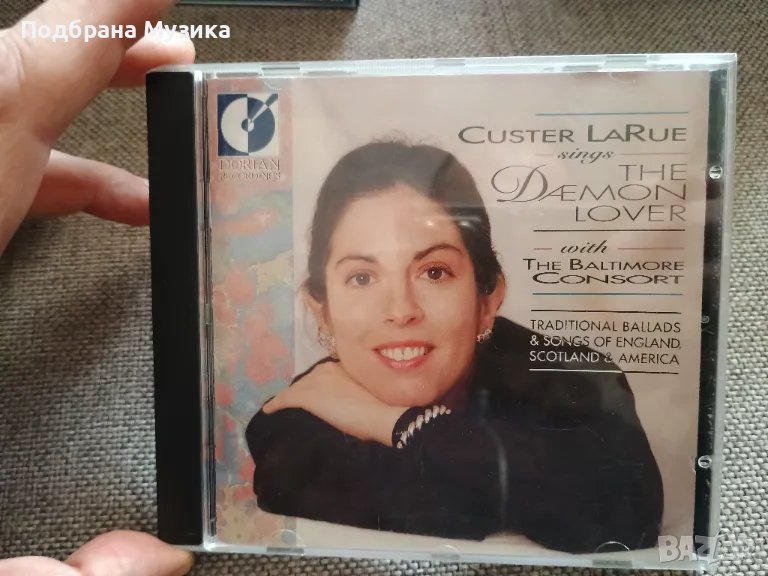 Подбрана Музика
DORIAN
RECORDINGS
CUSTER LARUE
sings
THE
DÆMON
LOVER
with
THE BALTIMORE
CONSORT
TRADITIONAL BALLADS
& SONGS OF ENGLAND,
SCOTLAND & AMERICA
BAZAR